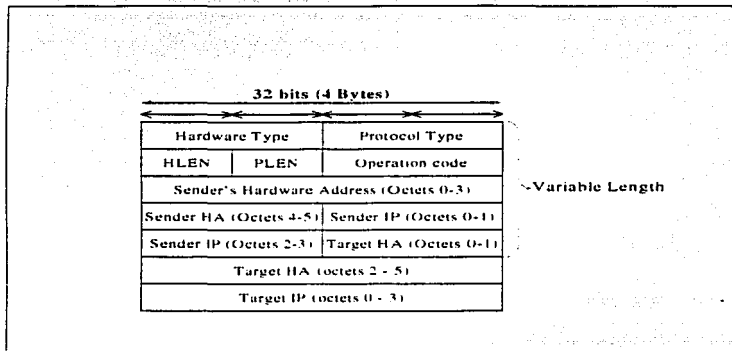 32 bits (4 Bytes)
Hardware Type Protocol Type
HLEN PLEN Operation code
Sender's Hardware Address (Octets 0-3)
Variable Length
Sender HA (Octets 4-5) Sender IP (Octets 0-1)
Sender IP (Octets 2-3) Target HA (Octets 0-1)
Target HA (octets 2 - 5)
Target IP (octets 0 - 3)